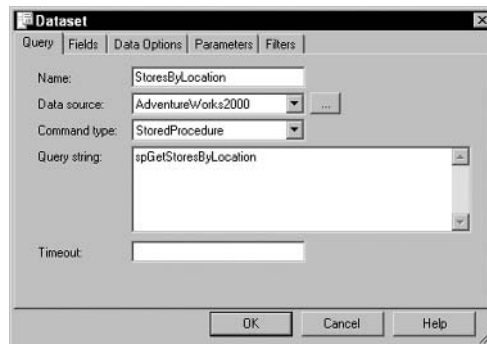 Dataset
Query Fields Data Options Parameters Filters
Name: StoresByLocation
Data source: AdventureWorks2000 ...
Command type: StoredProcedure
Query string: spGetStoresByLocation
Timeout:
OK Cancel Help